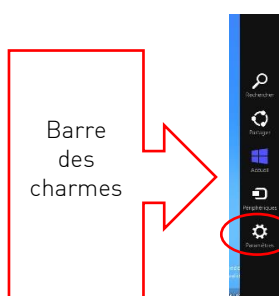 Barre
des
charmes
Rechercher
Partager
Accueil
Périphériques
Paramètres